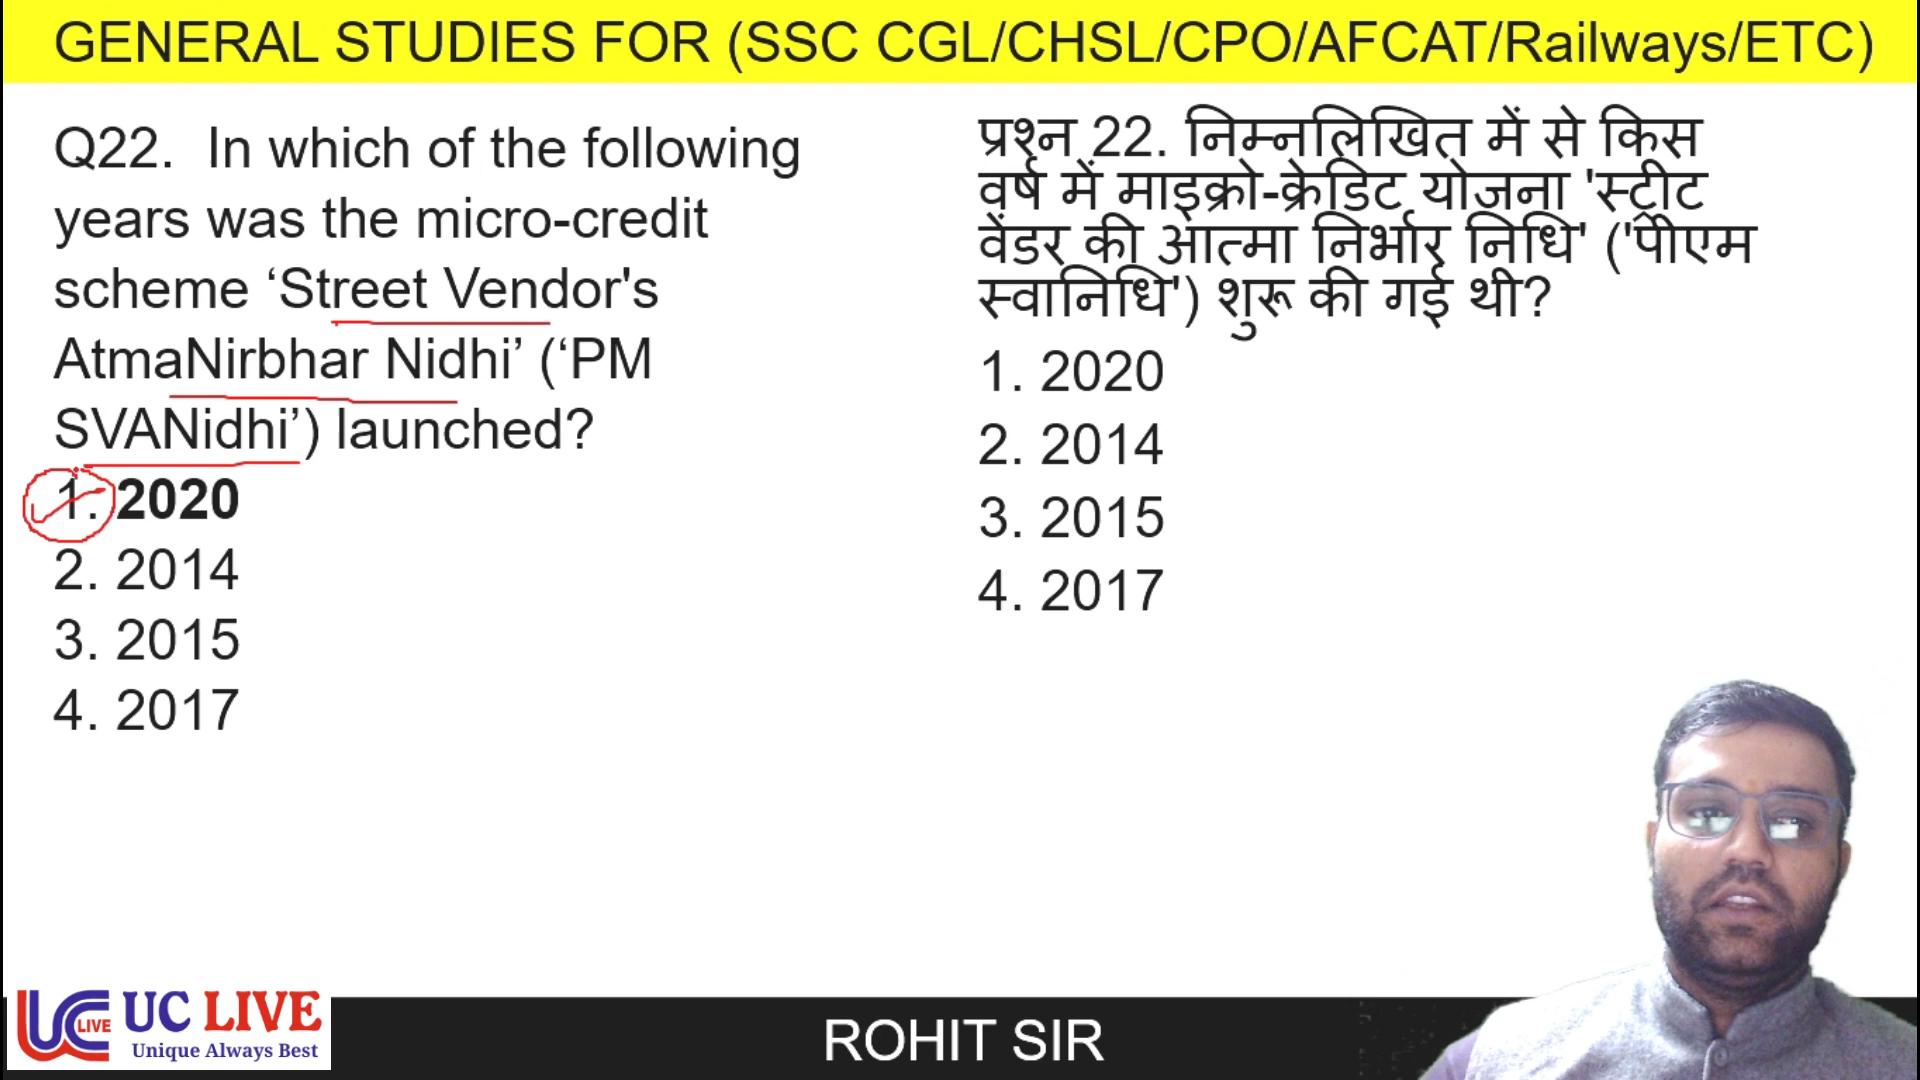 GENERAL STUDIES FOR (SSC CGL/CHSL/CPO/AFCAT/Railways/ETC)
Q22. In which of the following
years was the micro-credit
scheme ‘Street Vendor's
AtmaNirbhar Nidhi’ (‘PM
SVANidhi’) launched?
1. 2020
2. 2014
3. 2015
4. 2017
प्रश्न 22. निम्नलिखित में से किस
वर्ष में माइक्रो-क्रेडिट योजना 'स्ट्रीट
वेंडर की आत्मा निर्भार निधि' ('पीएम
स्वानिधि') शुरू की गई थी?
1. 2020
2. 2014
3. 2015
4. 2017
UC LIVE UC LIVE
Unique Always Best
ROHIT SIR